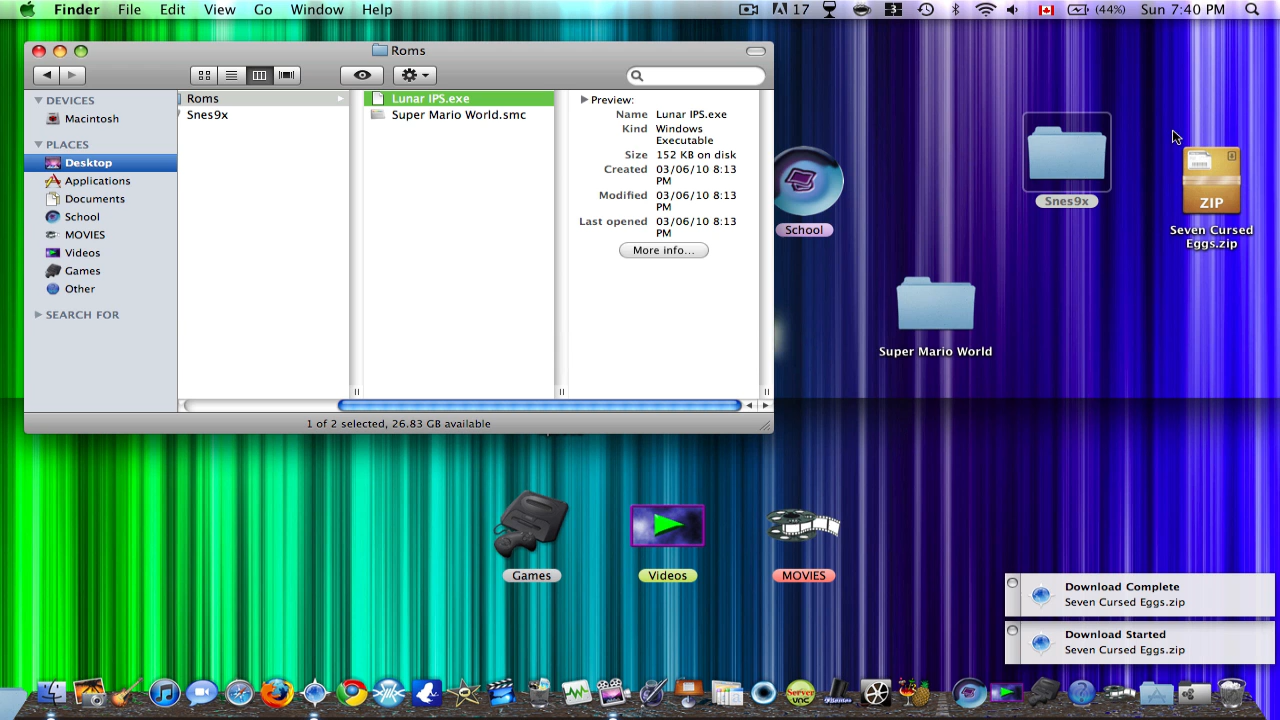 Finder File Edit View Go Window Help
17 3 (44%) Sun 7:40 PM
Roms
DEVICES
Macintosh
PLACES
Desktop
Applications
Documents
School
MOVIES
Videos
Games
Other
SEARCH FOR
Roms
Snes9x
Lunar IPS.exe
Super Mario World.smc
Preview:
Name Lunar IPS.exe
Kind Windows
Executable
Size 152 KB on disk
Created 03/06/10 8:13
PM
Modified 03/06/10 8:13
PM
Last opened 03/06/10 8:13
PM
More info...
1 of 2 selected, 26.83 GB available
School
Snes9x
ZIP
Seven Cursed
Eggs.zip
Super Mario World
Games
Videos
MOVIES
Download Complete
Seven Cursed Eggs.zip
Download Started
Seven Cursed Eggs.zip
Server
VNC